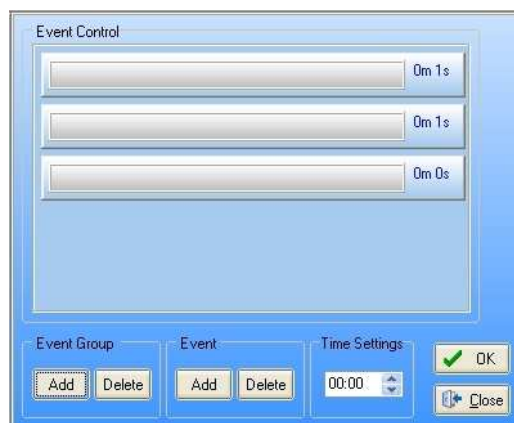 Event Control
0m 1s
0m 1s
0m 0s
Event Group
Event
Time Settings
Add Delete
Add Delete
00:00
OK
Close